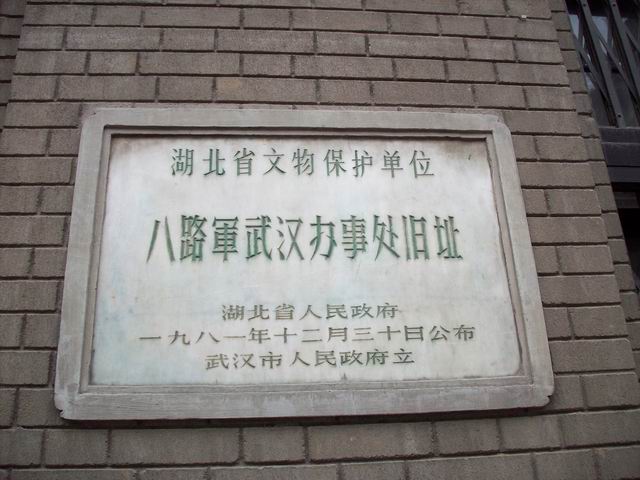 湖北省文物保护单位
八路軍武汉办事处旧址
湖北省人民政府
一九八一年十二月三十日公布
武汉市人民政府立